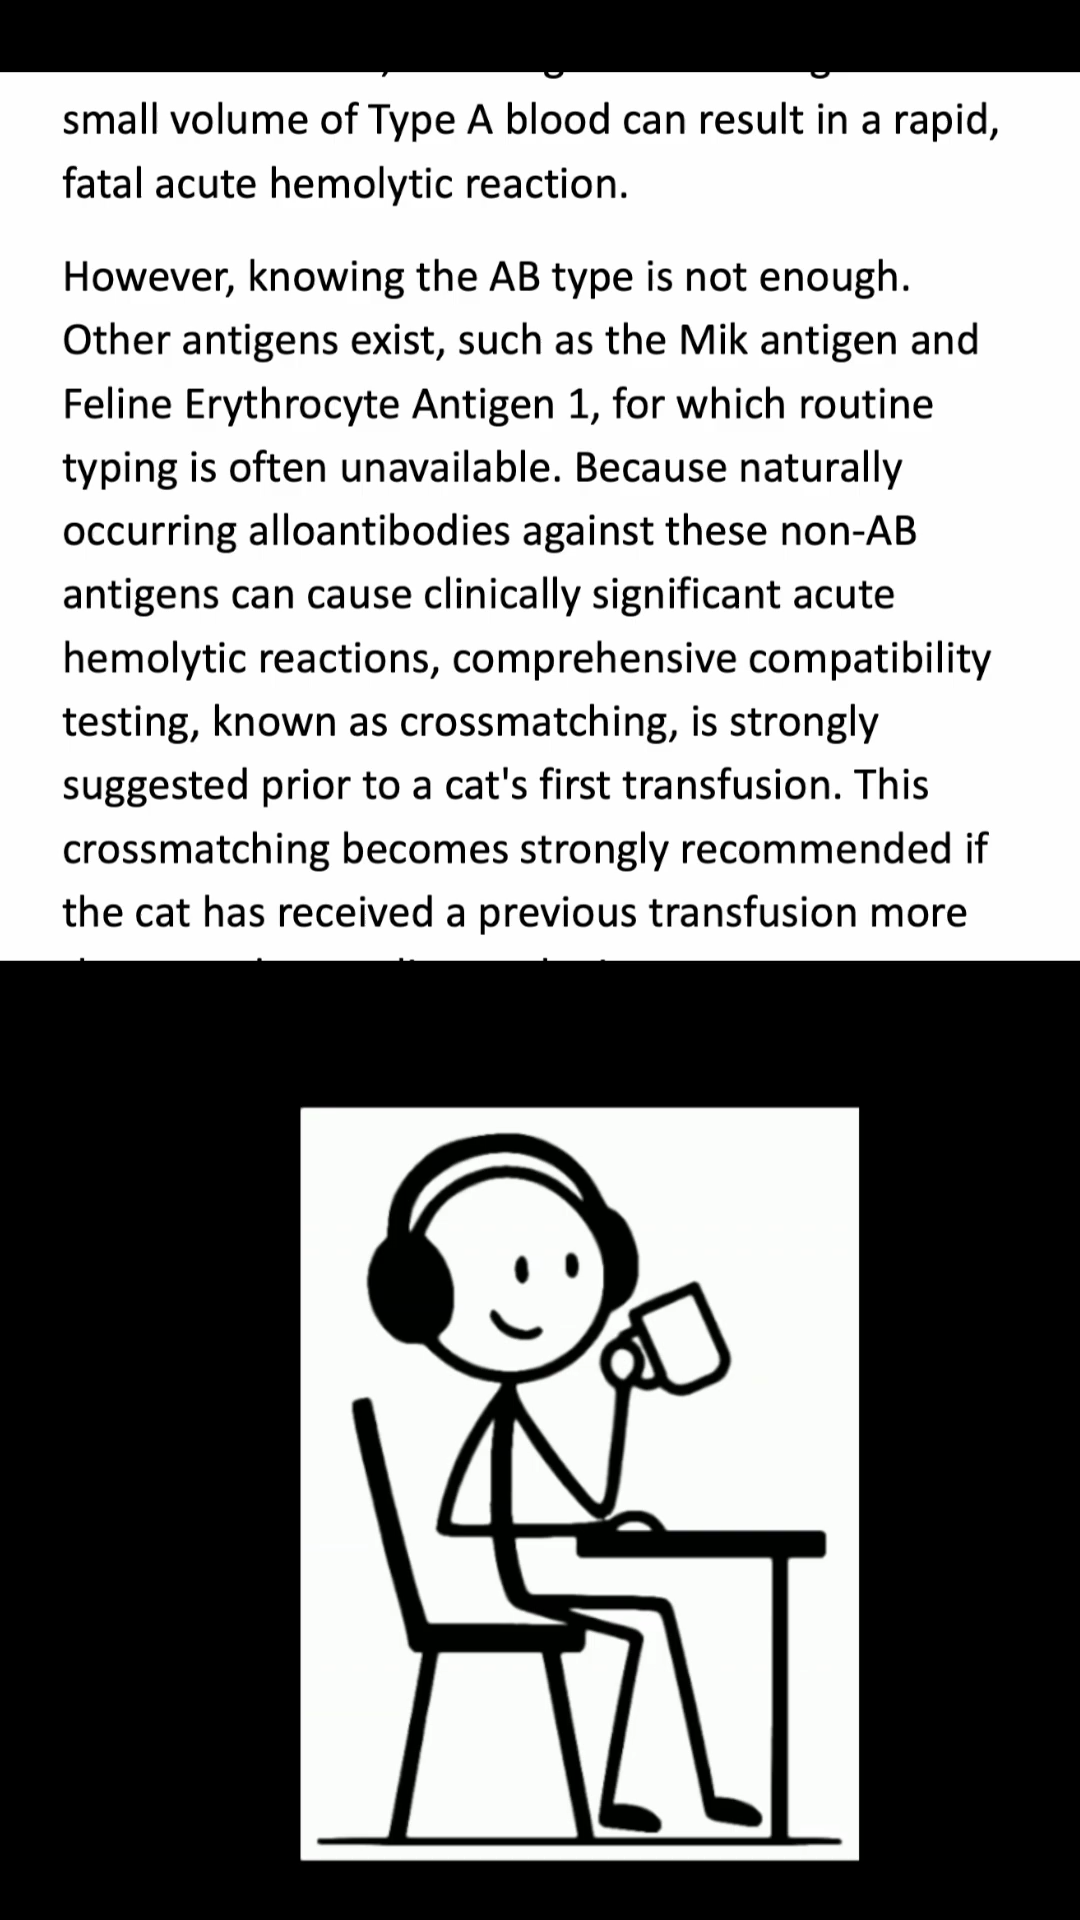 small volume of Type A blood can result in a rapid,
fatal acute hemolytic reaction.
However, knowing the AB type is not enough.
Other antigens exist, such as the Mik antigen and
Feline Erythrocyte Antigen 1, for which routine
typing is often unavailable. Because naturally
occurring alloantibodies against these non-AB
antigens can cause clinically significant acute
hemolytic reactions, comprehensive compatibility
testing, known as crossmatching, is strongly
suggested prior to a cat's first transfusion. This
crossmatching becomes strongly recommended if
the cat has received a previous transfusion more